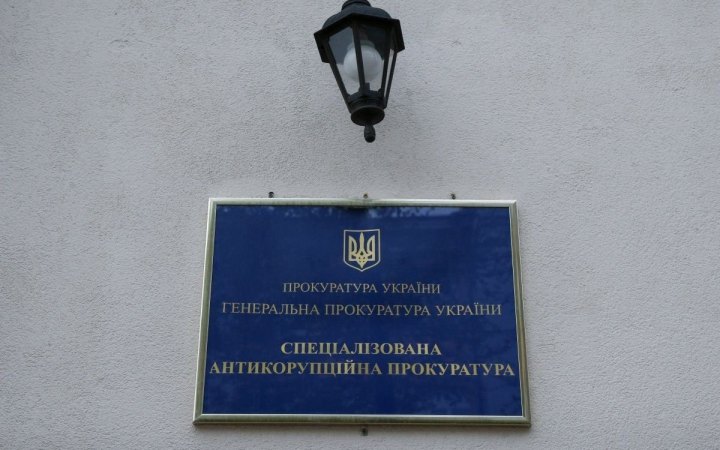 ПРОКУРАТУРА УКРАЇНИ
ГЕНЕРАЛЬНА ПРОКУРАТУРА УКРАЇНИ
СПЕЦІАЛІЗОВАНА
АНТИКОРУПЦІЙНА ПРОКУРАТУРА